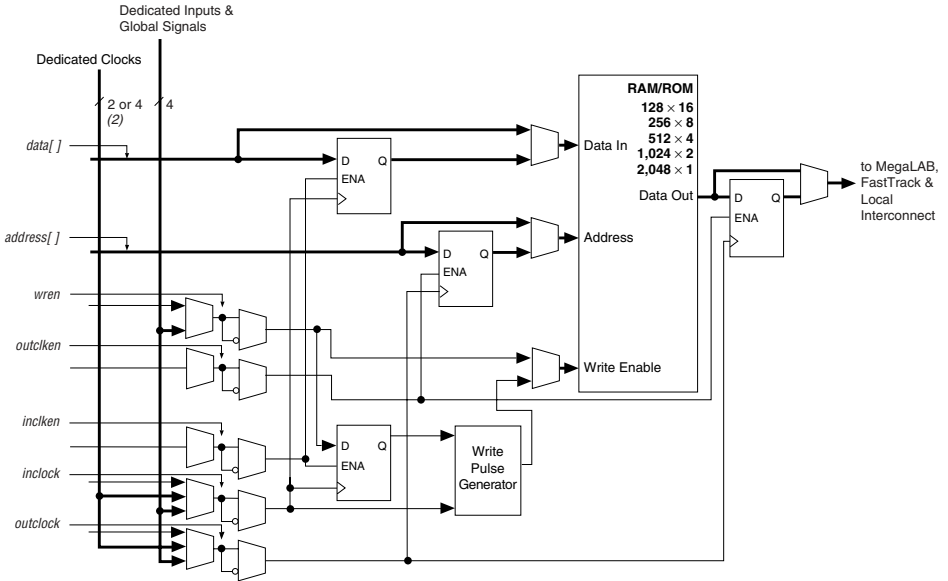 Dedicated Inputs &
Global Signals
Dedicated Clocks
2 or 4
(2)
4
data[ ]
address[ ]
wren
outclken
inclken
inclock
outclock
D
Q
ENA
D
Q
ENA
D
Q
ENA
Write
Pulse
Generator
RAM/ROM
128 × 16
256 × 8
512 × 4
1,024 × 2
2,048 × 1
Data In
Data Out
Address
Write Enable
D
Q
ENA
to MegaLAB,
FastTrack &
Local
Interconnect